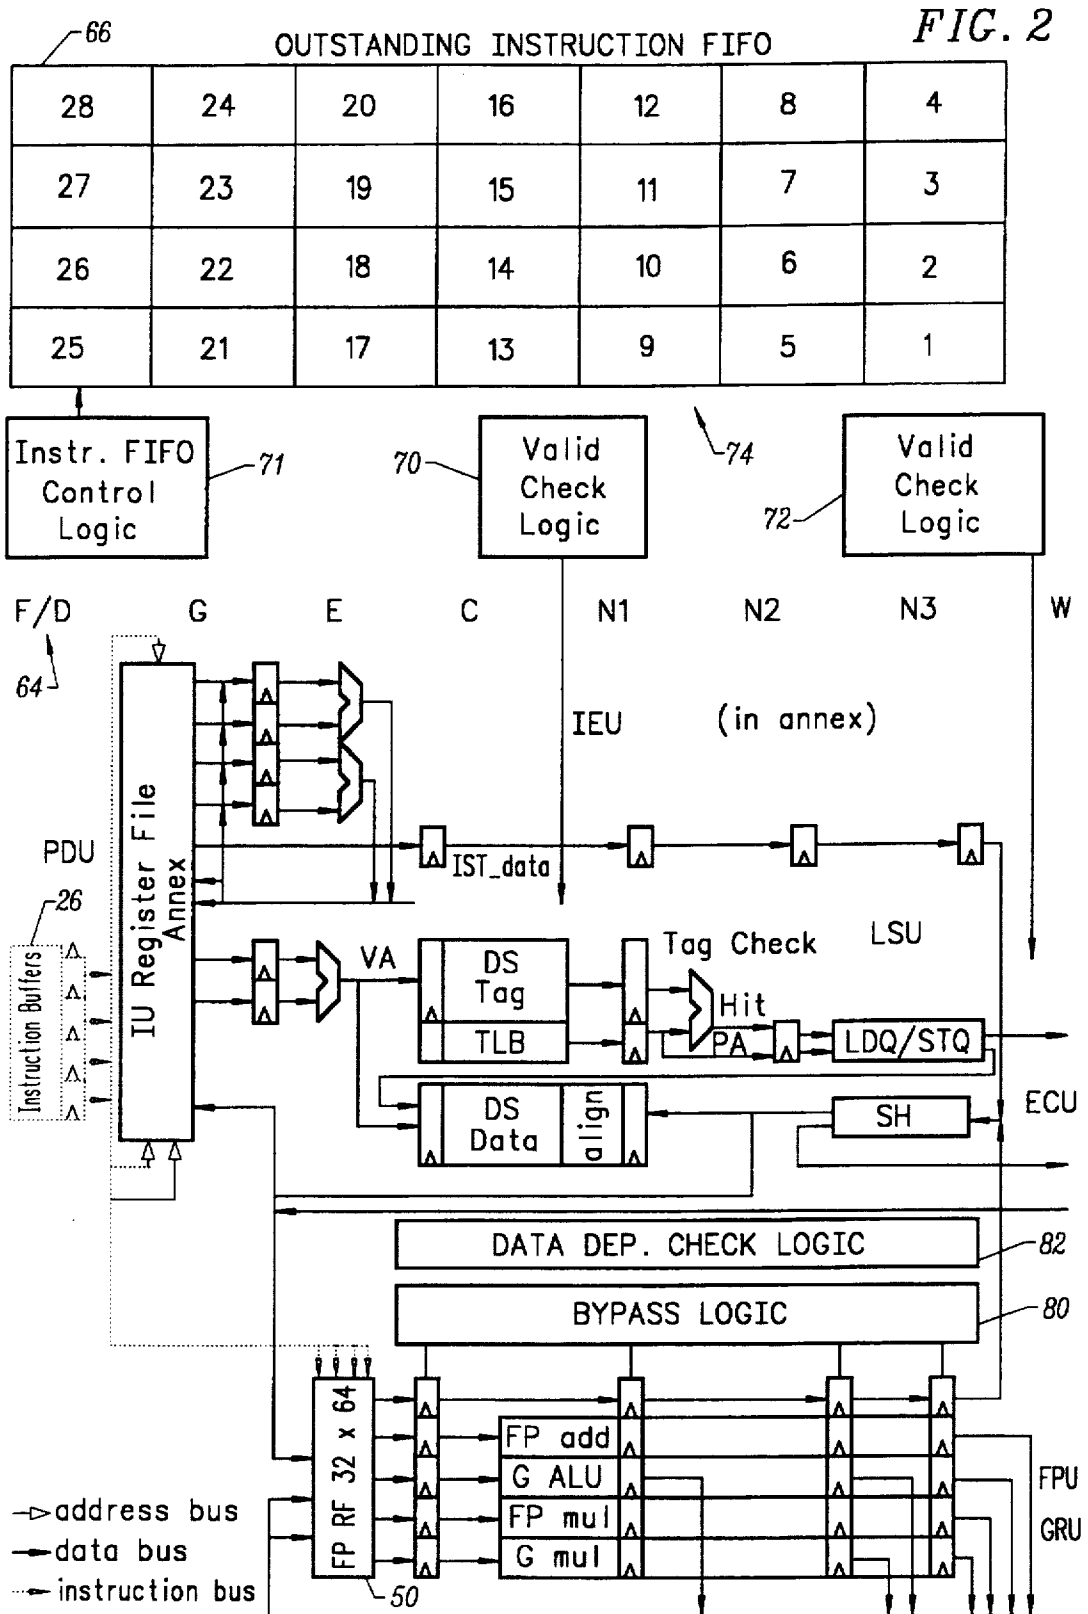 FIG. 2
66
OUTSTANDING INSTRUCTION FIFO
28 24 20 16 12 8 4
27 23 19 15 11 7 3
26 22 18 14 10 6 2
25 21 17 13 9 5 1
Instr. FIFO
Control
Logic
71
70
Valid
Check
Logic
74
72
Valid
Check
Logic
F/D G E C N1 N2 N3 W
64
IEU
(in annex)
PDU
IU Register File
Annex
IST_data
26
Instruction Buffers
VA
DS
Tag
TLB
Tag Check
LSU
Hit
PA
LDQ/STQ
DS
Data
align
SH
ECU
DATA DEP. CHECK LOGIC
82
BYPASS LOGIC
80
FP RF 32 x 64
FP add
G ALU
FP mul
G mul
FPU
GRU
50
address bus
data bus
instruction bus